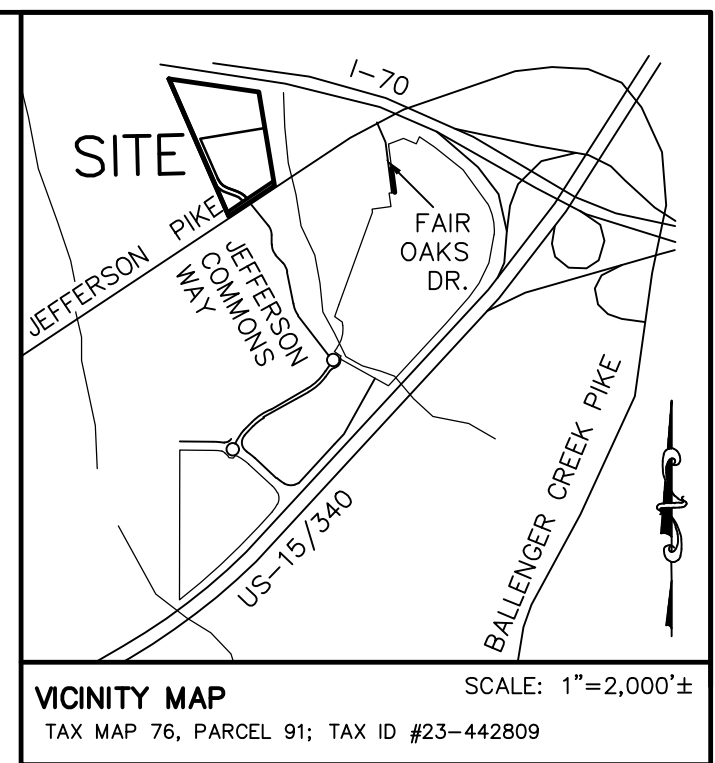 I-70
SITE
JEFFERSON PIKE
JEFFERSON
COMMONS
WAY
FAIR
OAKS
DR.
BALLENGER CREEK PIKE
US-15/340
VICINITY MAP
SCALE: 1"=2,000'±
TAX MAP 76, PARCEL 91; TAX ID #23-442809